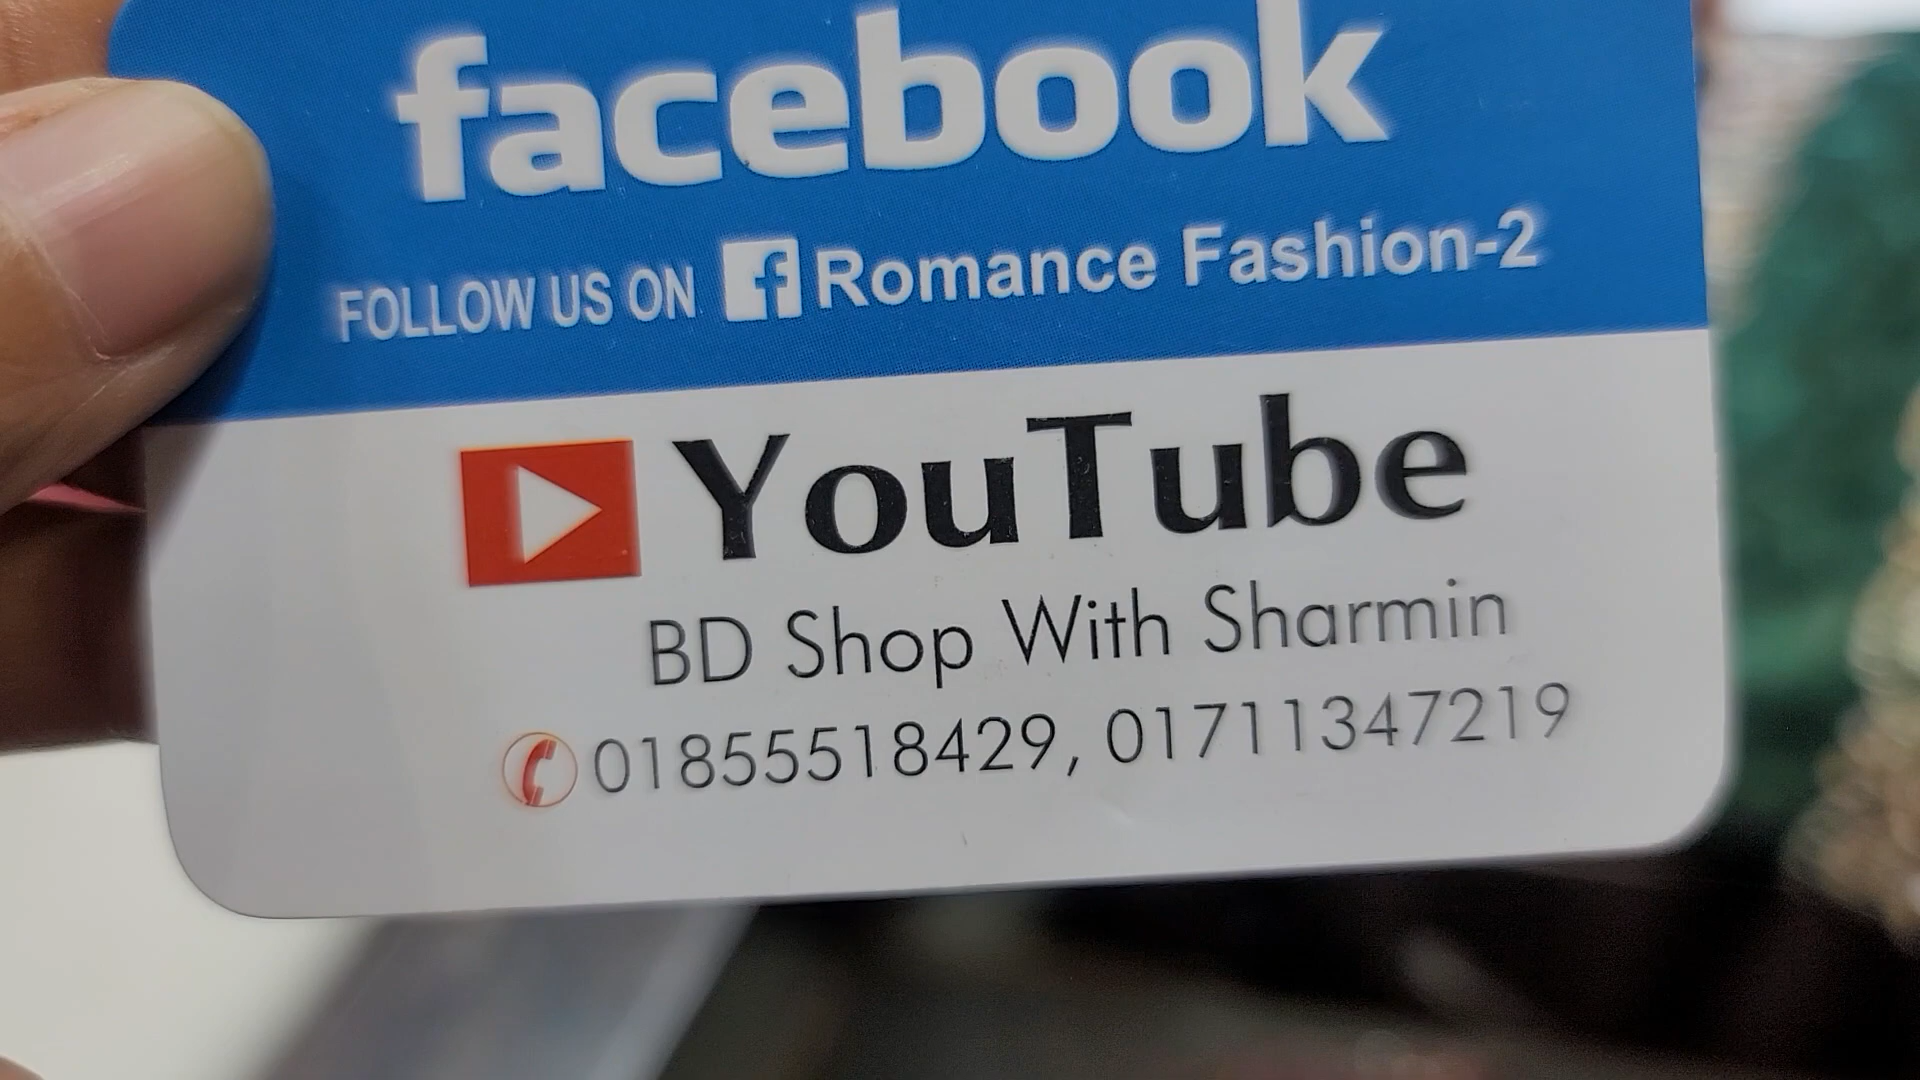 facebook
FOLLOW US ON f Romance Fashion-2
YouTube
BD Shop With Sharmin
01855518429, 01711347219